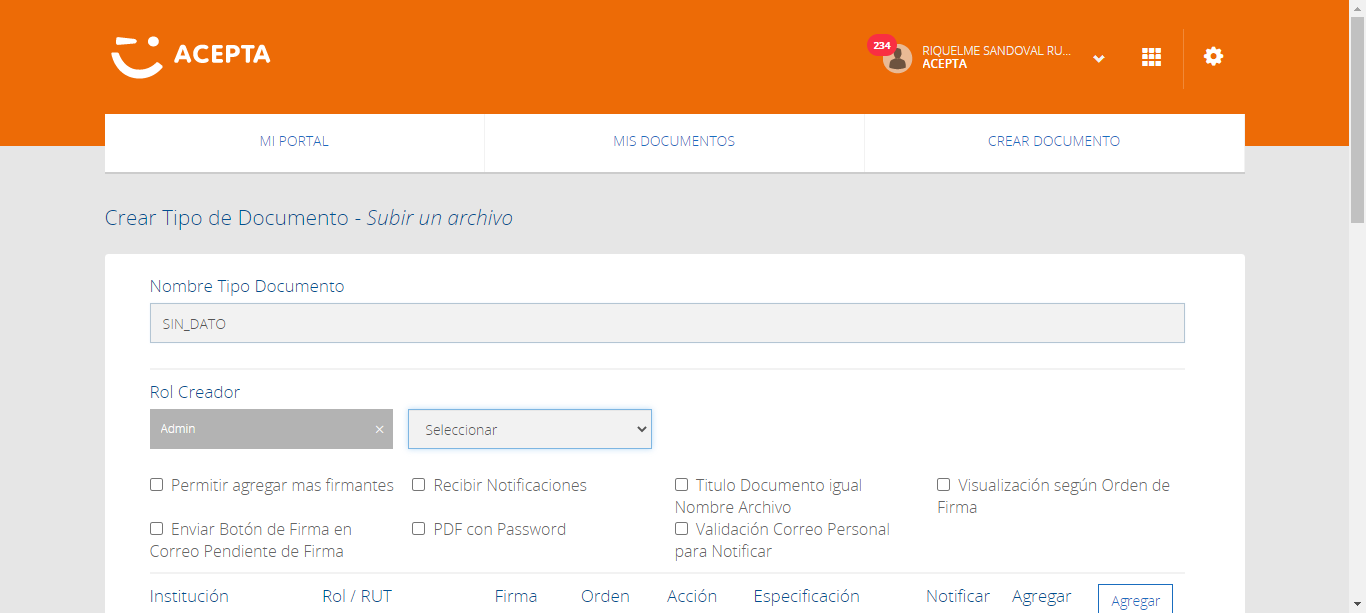 ACEPTA
234
RIQUELME SANDOVAL RU...
ACEPTA
MI PORTAL
MIS DOCUMENTOS
CREAR DOCUMENTO
Crear Tipo de Documento - Subir un archivo
Nombre Tipo Documento
SIN_DATO
Rol Creador
Admin ×
Seleccionar
Permitir agregar mas firmantes
Recibir Notificaciones
Titulo Documento igual
Nombre Archivo
Visualización según Orden de
Firma
Enviar Botón de Firma en
Correo Pendiente de Firma
PDF con Password
Validación Correo Personal
para Notificar
Institución Rol / RUT Firma Orden Acción Especificación Notificar Agregar Agregar